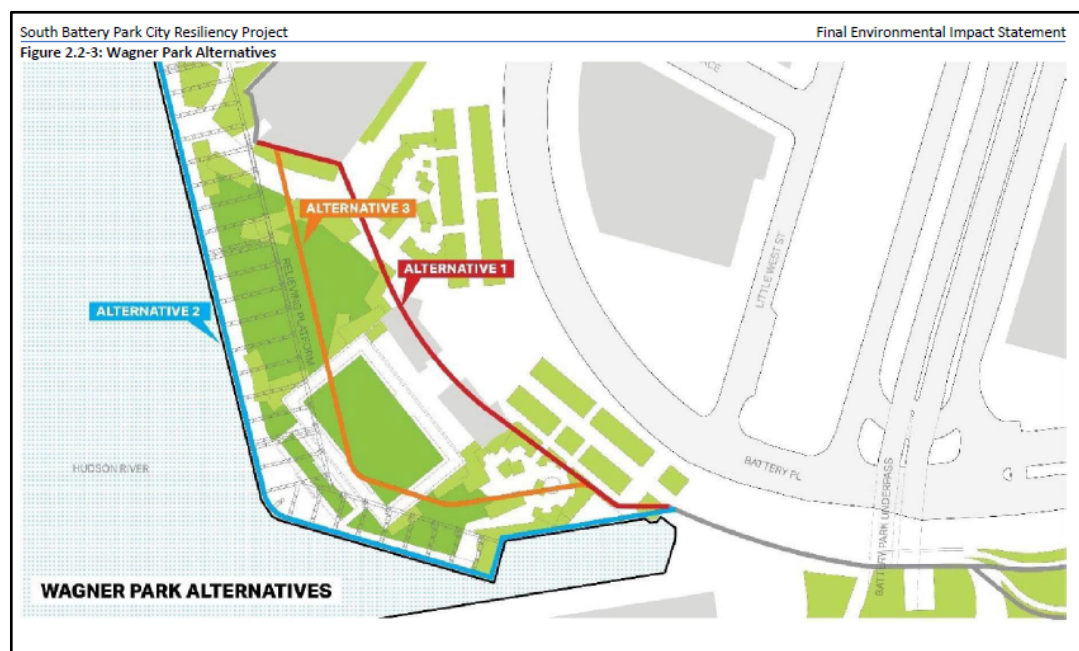 South Battery Park City Resiliency Project
Final Environmental Impact Statement
Figure 2.2-3: Wagner Park Alternatives
ALTERNATIVE 3
ALTERNATIVE 1
LITTLE WEST ST
RELIEVING PLATFORM
ALTERNATIVE 2
HUDSON RIVER
BATTERY PL
BATTERY PARK UNDERPASS
WAGNER PARK ALTERNATIVES